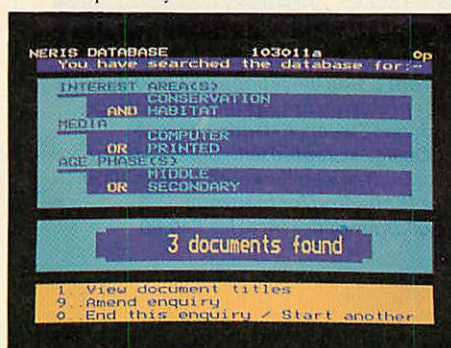 NERIS DATABASE 103011a 0p
You have searched the database for:-
INTEREST AREA(S)
CONSERVATION
AND HABITAT
MEDIA
COMPUTER
OR PRINTED
AGE PHASE(S)
MIDDLE
OR SECONDARY
3 documents found
1. View document titles
9. Amend enquiry
0. End this enquiry / Start another